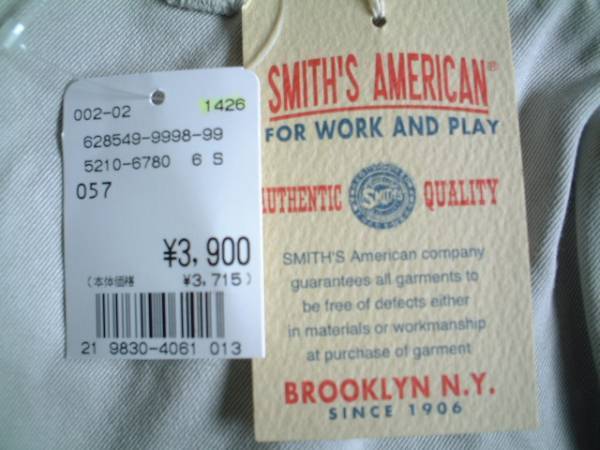 002-02 1426
628549-9998-99
5210-6780 6 S
057
¥3,900
(本体価格 ¥3,715)
21 9830-4061 013
SMITH'S AMERICAN®
FOR WORK AND PLAY
AUTHENTIC SMITH'S QUALITY
SMITH'S American company
guarantees all garments to
be free of defects either
in materials or workmanship
at purchase of garment
BROOKLYN N.Y.
SINCE 1906